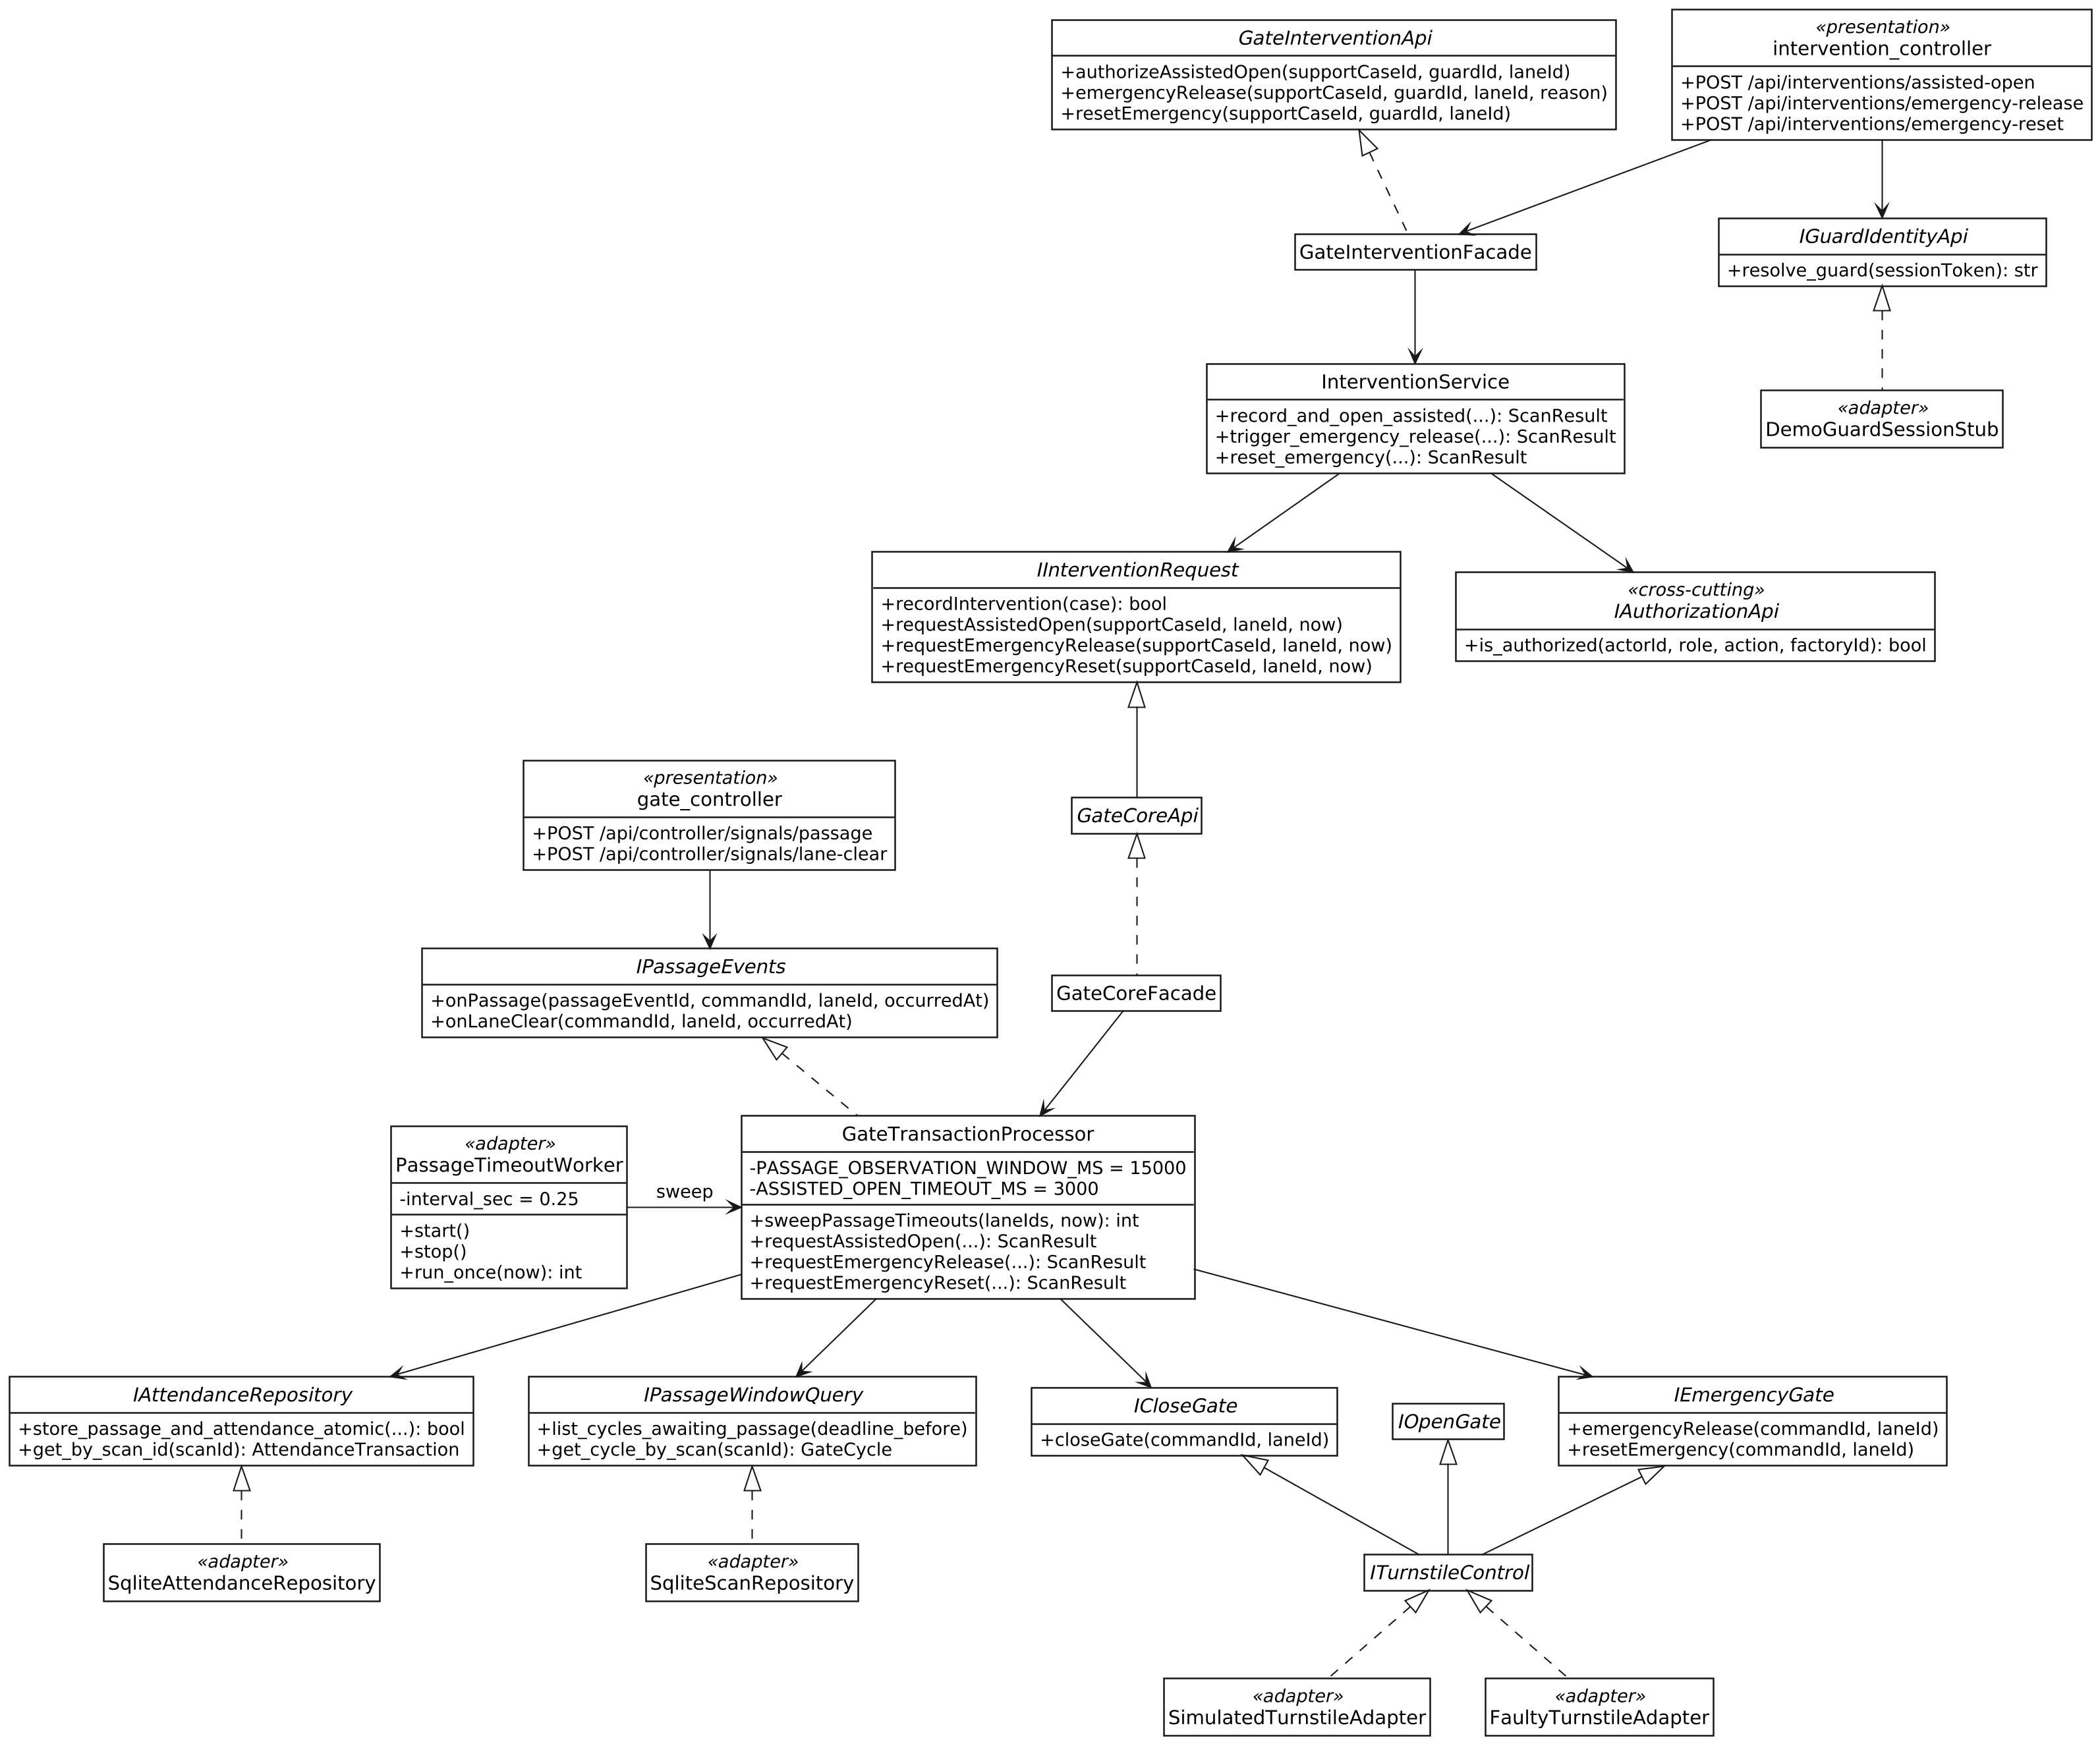 GateInterventionApi
+authorizeAssistedOpen(supportCaseId, guardId, laneId)
+emergencyRelease(supportCaseId, guardId, laneId, reason)
+resetEmergency(supportCaseId, guardId, laneId)
«presentation»
intervention_controller
+POST /api/interventions/assisted-open
+POST /api/interventions/emergency-release
+POST /api/interventions/emergency-reset
GateInterventionFacade
IGuardIdentityApi
+resolve_guard(sessionToken): str
InterventionService
+record_and_open_assisted(...): ScanResult
+trigger_emergency_release(...): ScanResult
+reset_emergency(...): ScanResult
«adapter»
DemoGuardSessionStub
IInterventionRequest
+recordIntervention(case): bool
+requestAssistedOpen(supportCaseId, laneId, now)
+requestEmergencyRelease(supportCaseId, laneId, now)
+requestEmergencyReset(supportCaseId, laneId, now)
«cross-cutting»
IAuthorizationApi
+is_authorized(actorId, role, action, factoryId): bool
«presentation»
gate_controller
+POST /api/controller/signals/passage
+POST /api/controller/signals/lane-clear
GateCoreApi
IPassageEvents
+onPassage(passageEventId, commandId, laneId, occurredAt)
+onLaneClear(commandId, laneId, occurredAt)
GateCoreFacade
«adapter»
PassageTimeoutWorker
-interval_sec = 0.25
+start()
+stop()
+run_once(now): int
sweep
GateTransactionProcessor
-PASSAGE_OBSERVATION_WINDOW_MS = 15000
-ASSISTED_OPEN_TIMEOUT_MS = 3000
+sweepPassageTimeouts(laneIds, now): int
+requestAssistedOpen(...): ScanResult
+requestEmergencyRelease(...): ScanResult
+requestEmergencyReset(...): ScanResult
IAttendanceRepository
+store_passage_and_attendance_atomic(...): bool
+get_by_scan_id(scanId): AttendanceTransaction
IPassageWindowQuery
+list_cycles_awaiting_passage(deadline_before)
+get_cycle_by_scan(scanId): GateCycle
ICloseGate
+closeGate(commandId, laneId)
IOpenGate
IEmergencyGate
+emergencyRelease(commandId, laneId)
+resetEmergency(commandId, laneId)
«adapter»
SqliteAttendanceRepository
«adapter»
SqliteScanRepository
ITurnstileControl
«adapter»
SimulatedTurnstileAdapter
«adapter»
FaultyTurnstileAdapter